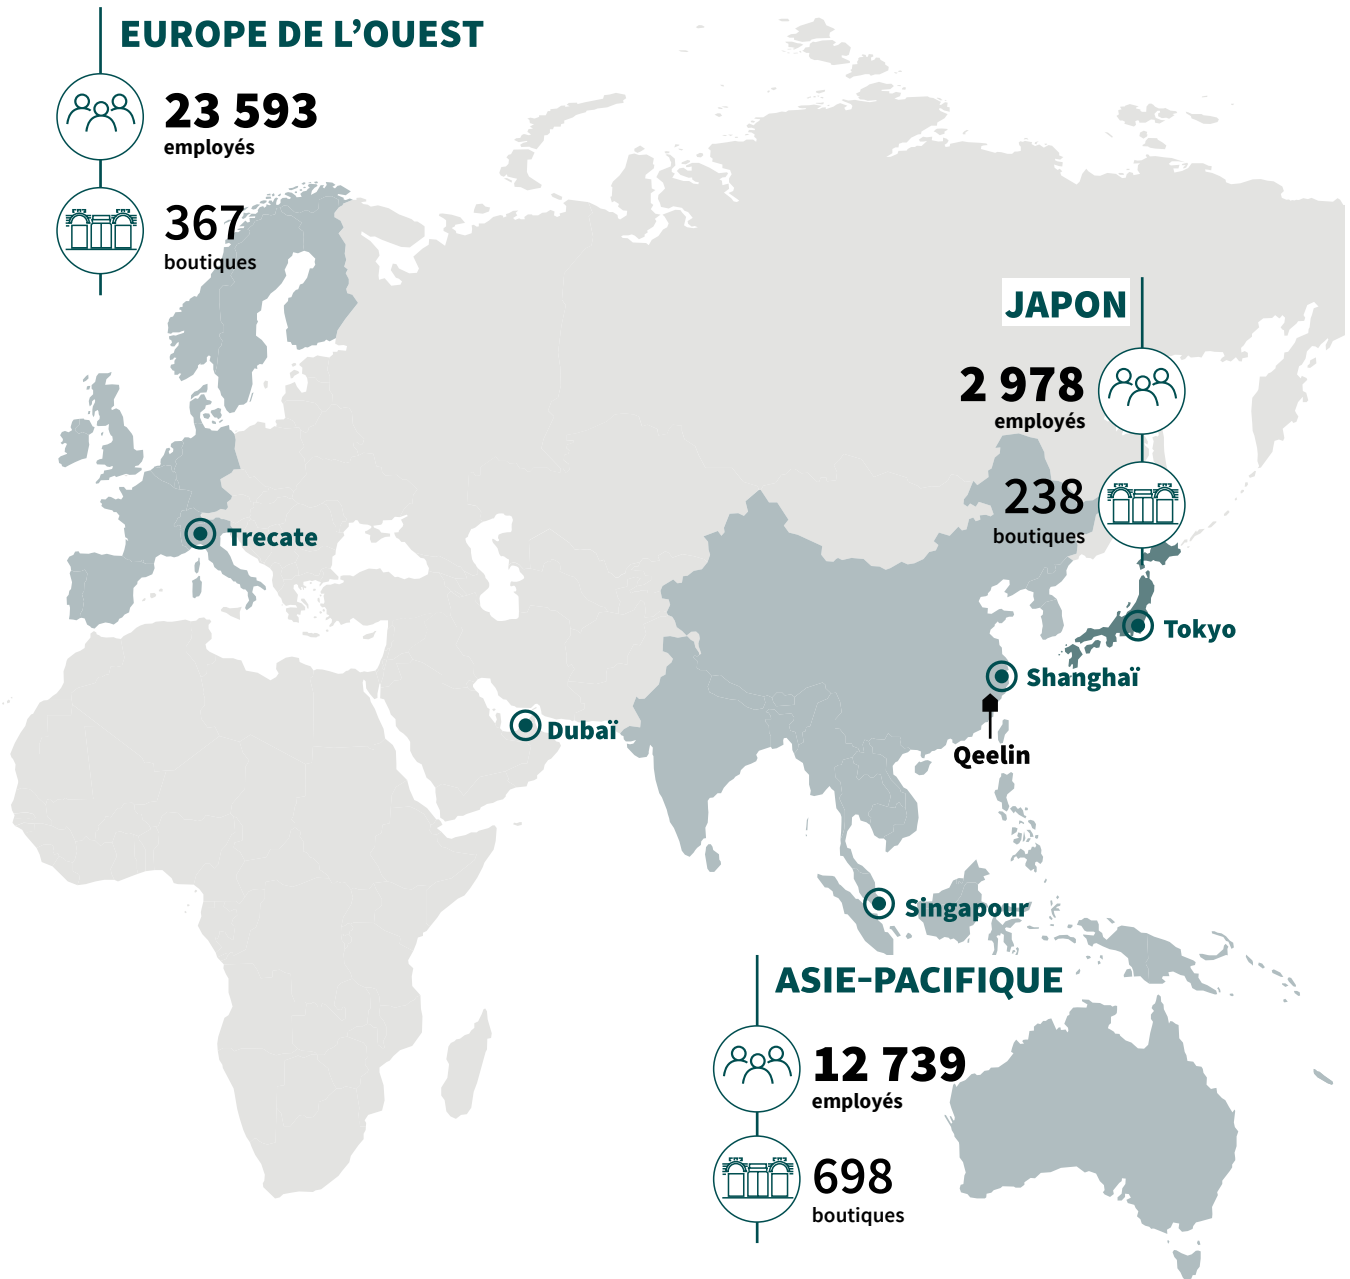 EUROPE DE L’OUEST
23 593
employés
367
boutiques
JAPON
2 978
employés
238
boutiques
Trecate
Tokyo
Shanghaï
Dubaï
Qeelin
Singapour
ASIE-PACIFIQUE
12 739
employés
698
boutiques